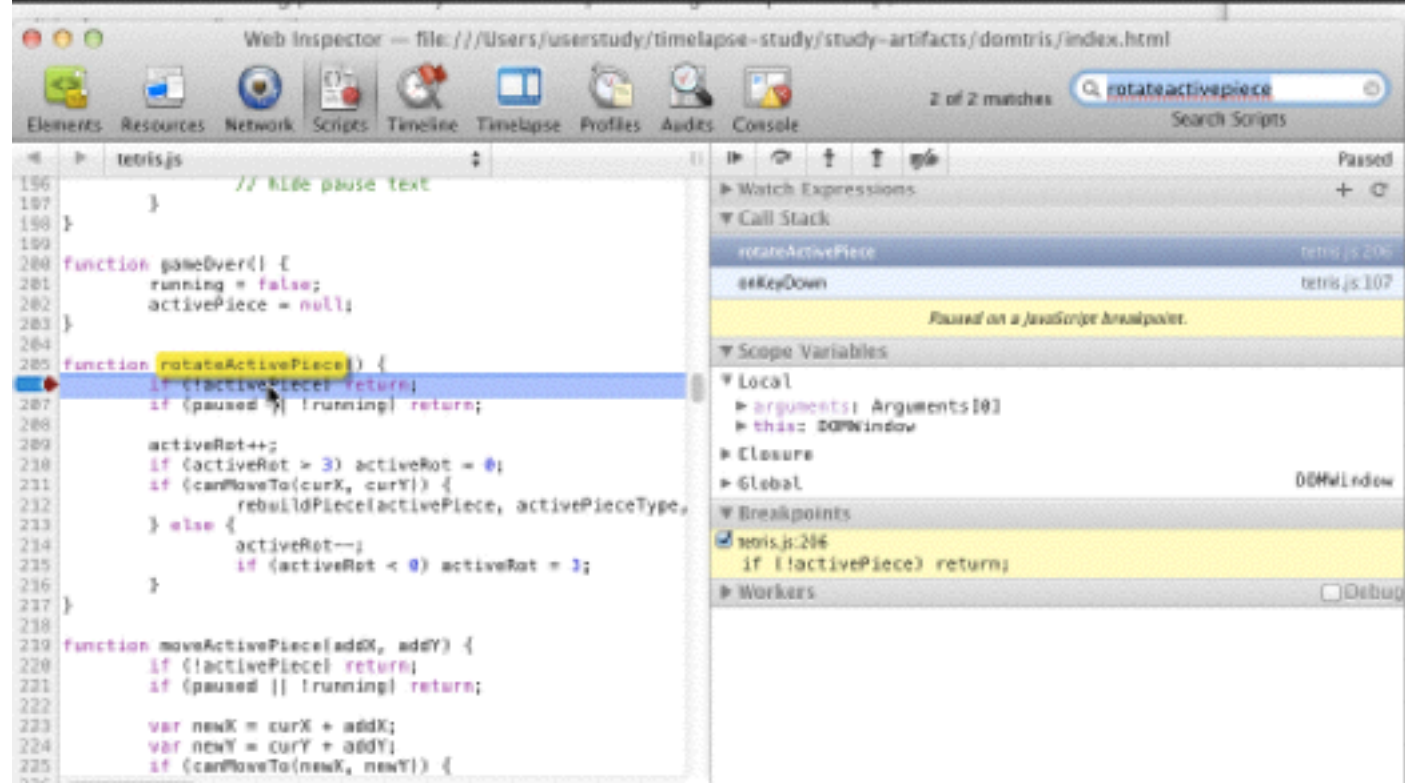 Web Inspector — file:///Users/userstudy/timelapse-study/study-artifacts/domtris/index.html
Elements Resources Network Scripts Timeline Timelapse Profiles Audits Console
2 of 2 matches
rotateactivepiece
Search Scripts
tetris.js
Paused
196 // hide pause text
197 }
198 }
199
200 function gameOver() {
201 running = false;
202 activePiece = null;
203 }
204
205 function rotateActivePiece() {
if (!activePiece) return;
207 if (paused || !running) return;
208
209 activeRot++;
210 if (activeRot > 3) activeRot = 0;
211 if (canMoveTo(curX, curY)) {
212 rebuildPiece(activePiece, activePieceType,
213 } else {
214 activeRot--;
215 if (activeRot < 0) activeRot = 3;
216 }
217 }
218
219 function moveActivePiece(addX, addY) {
220 if (!activePiece) return;
221 if (paused || !running) return;
222
223 var newX = curX + addX;
224 var newY = curY + addY;
225 if (canMoveTo(newX, newY)) {
Watch Expressions
Call Stack
rotateActivePiece tetris.js:206
onKeyDown tetris.js:107
Paused on a JavaScript breakpoint.
Scope Variables
Local
arguments: Arguments[0]
this: DOMWindow
Closure
Global DOMWindow
Breakpoints
tetris.js:206
if (!activePiece) return;
Workers Debug